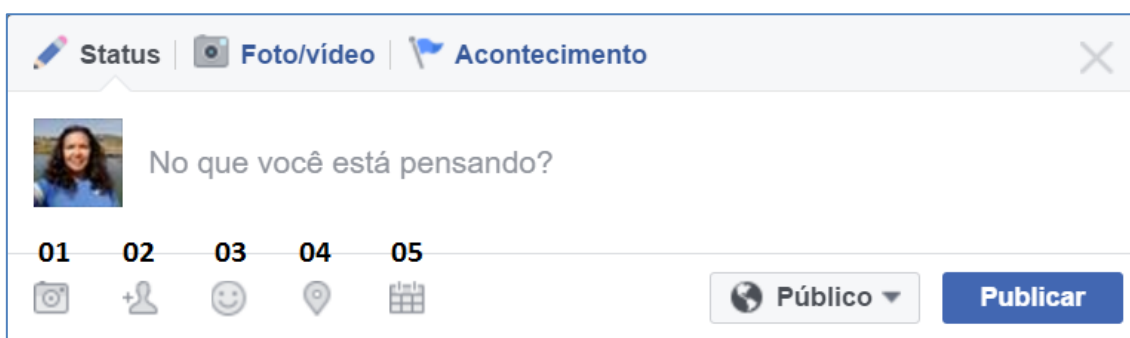 Status Foto/vídeo Acontecimento
No que você está pensando?
01 02 03 04 05
Público Publicar